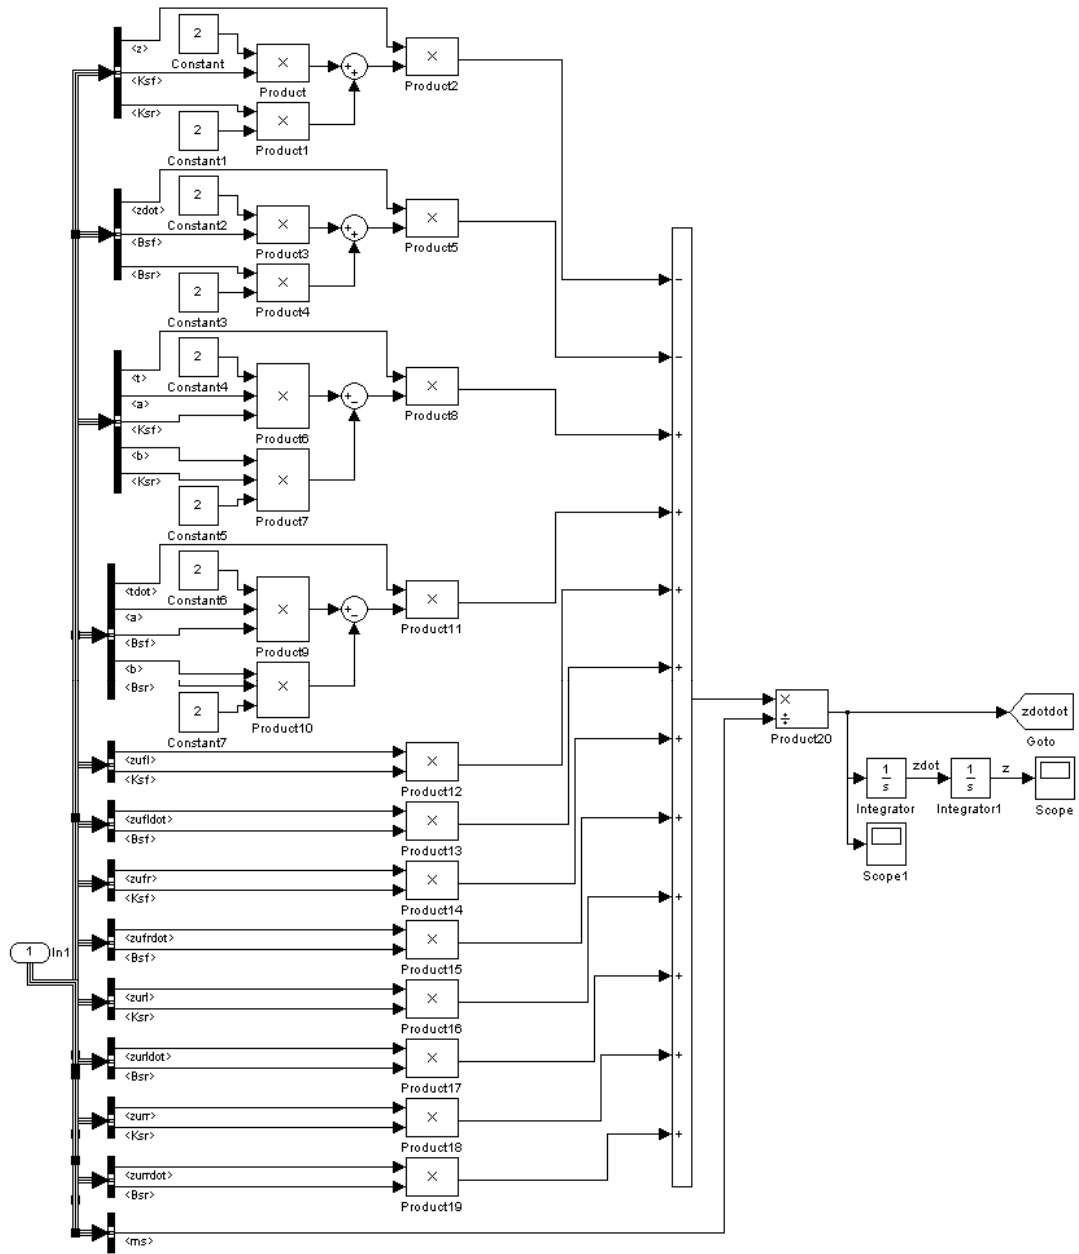 <z>
2
Constant
<Ksf>
×
Product
+
+
×
Product2
<Ksr>
2
Constant1
×
Product1
<zdot>
2
Constant2
<Bsf>
×
Product3
+
+
×
Product5
<Bsr>
2
Constant3
×
Product4
<t>
2
Constant4
<a>
<Ksf>
×
Product6
+
−
×
Product8
<b>
<Ksr>
2
Constant5
×
Product7
<tdot>
2
Constant6
<a>
<Bsf>
×
Product9
+
−
×
Product11
<b>
<Bsr>
2
Constant7
×
Product10
<zufl>
<Ksf>
×
Product12
<zufldot>
<Bsf>
×
Product13
<zufr>
<Ksf>
×
Product14
<zufrdot>
<Bsf>
×
Product15
1
In1
<zurl>
<Ksr>
×
Product16
<zurldot>
<Bsr>
×
Product17
<zurr>
<Ksr>
×
Product18
<zurrdot>
<Bsr>
×
Product19
<ms>
−
−
+
+
+
+
+
+
+
+
+
+
×
÷
Product20
zdotdot
Goto
1
s
Integrator
zdot
1
s
Integrator1
z
Scope
Scope1